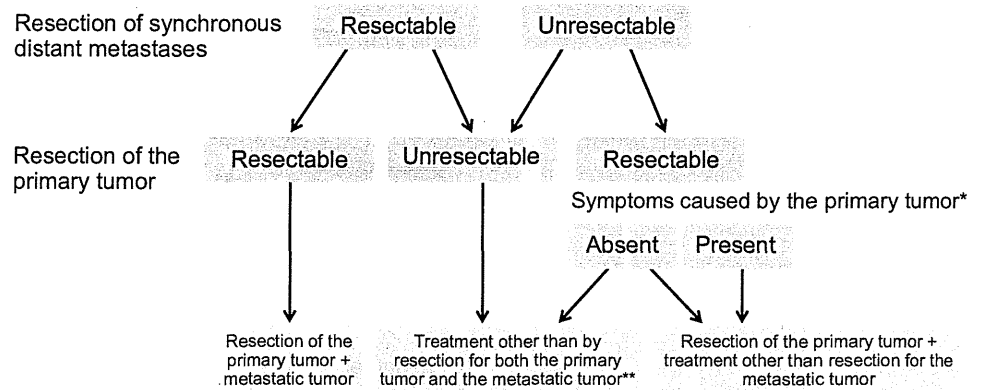 Resection of synchronous
distant metastases
Resectable
Unresectable
Resection of the
primary tumor
Resectable
Unresectable
Resectable
Symptoms caused by the primary tumor*
Absent
Present
Resection of the
primary tumor +
metastatic tumor
Treatment other than by
resection for both the primary
tumor and the metastatic tumor**
Resection of the primary tumor +
treatment other than resection for the
metastatic tumor